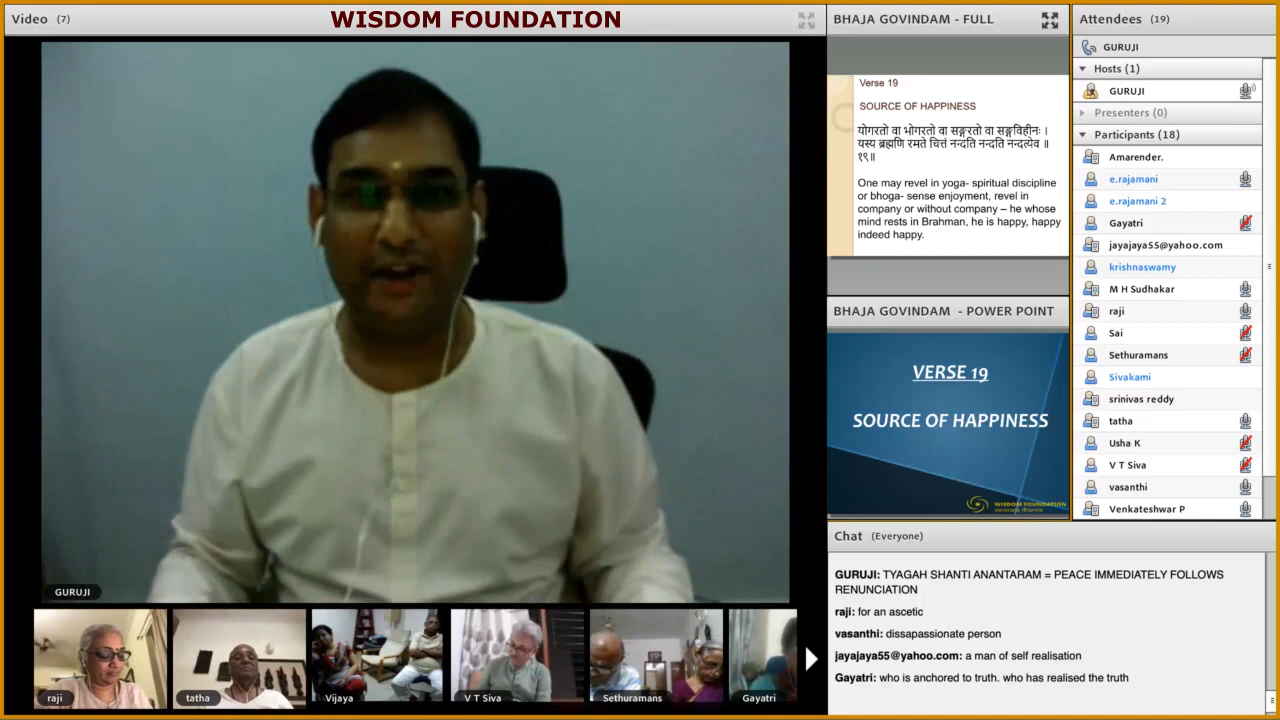 Video (7)
WISDOM FOUNDATION
GURUJI
raji
tatha
Vijaya
V T Siva
Sethuramans
Gayatri
BHAJA GOVINDAM - FULL
Verse 19
SOURCE OF HAPPINESS
योगरतो वा भोगरतो वा सङ्गरतो वा सङ्गविहीनः ।
यस्य ब्रह्मणि रमते चित्तं नन्दति नन्दति नन्दत्येव ॥
१९॥
One may revel in yoga- spiritual discipline
or bhoga- sense enjoyment, revel in
company or without company – he whose
mind rests in Brahman, he is happy, happy
indeed happy.
BHAJA GOVINDAM - POWER POINT
VERSE 19
SOURCE OF HAPPINESS
WISDOM FOUNDATION
Attendees (19)
GURUJI
Hosts (1)
GURUJI
Presenters (0)
Participants (18)
Amarender.
e.rajamani
e.rajamani 2
Gayatri
jayajaya55@yahoo.com
krishnaswamy
M H Sudhakar
raji
Sai
Sethuramans
Sivakami
srinivas reddy
tatha
Usha K
V T Siva
vasanthi
Venkateshwar P
Chat (Everyone)
GURUJI: TYAGAH SHANTI ANANTARAM = PEACE IMMEDIATELY FOLLOWS
RENUNCIATION
raji: for an ascetic
vasanthi: dissapassionate person
jayajaya55@yahoo.com: a man of self realisation
Gayatri: who is anchored to truth. who has realised the truth